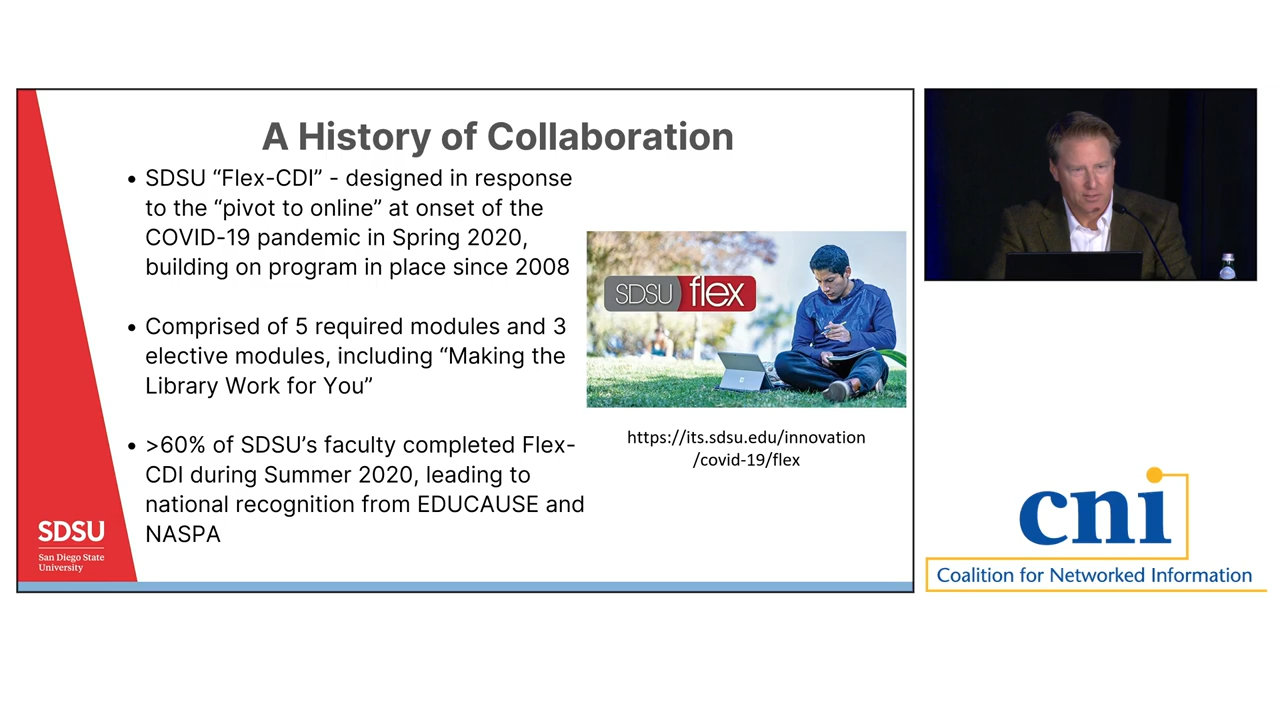 A History of Collaboration
• SDSU “Flex-CDI” - designed in response
to the “pivot to online” at onset of the
COVID-19 pandemic in Spring 2020,
building on program in place since 2008
• Comprised of 5 required modules and 3
elective modules, including “Making the
Library Work for You”
• >60% of SDSU’s faculty completed Flex-
CDI during Summer 2020, leading to
national recognition from EDUCAUSE and
NASPA
SDSU flex
https://its.sdsu.edu/innovation
/covid-19/flex
SDSU
San Diego State
University
cni
Coalition for Networked Information